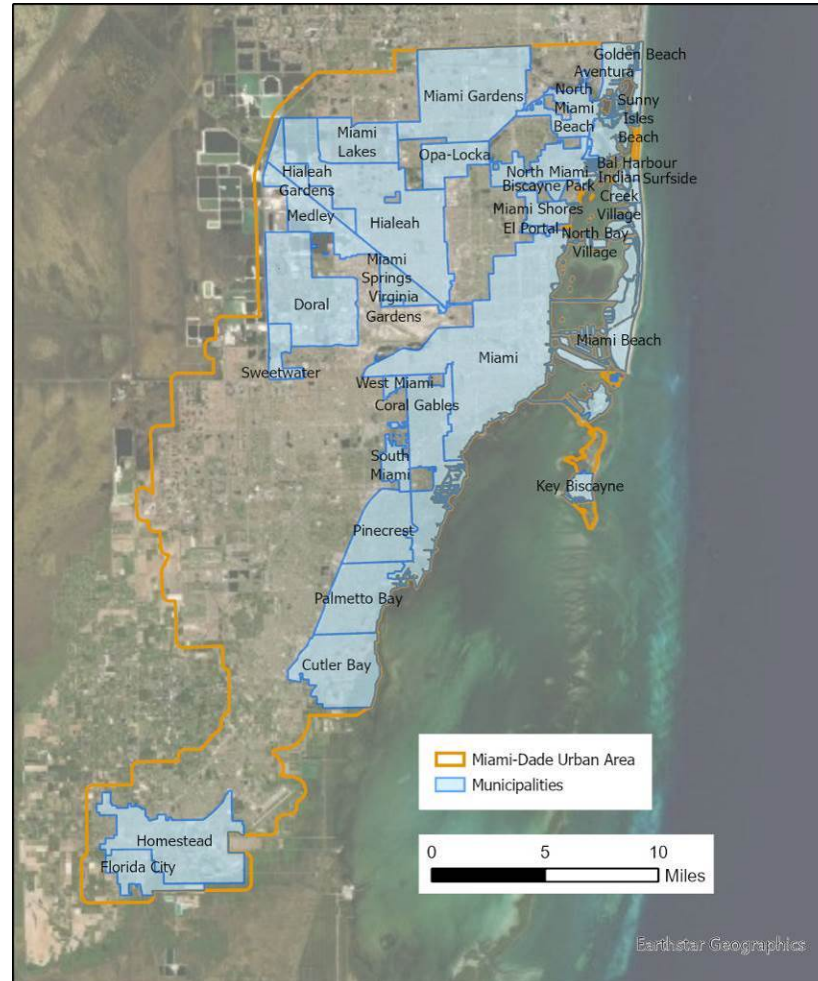 Golden Beach
Aventura
Miami Gardens
North
Miami
Beach
Sunny
Isles
Beach
Miami
Lakes
Opa-Locka
Hialeah
Gardens
North Miami
Bal Harbour
Biscayne Park
Indian
Creek
Village
Surfside
Medley
Hialeah
Miami Shores
El Portal
North Bay
Village
Miami
Springs
Virginia
Gardens
Doral
Miami Beach
Miami
Sweetwater
West Miami
Coral Gables
South
Miami
Key Biscayne
Pinecrest
Palmetto Bay
Cutler Bay
Miami-Dade Urban Area
Municipalities
Homestead
Florida City
0 5 10
Miles
Earthstar Geographics